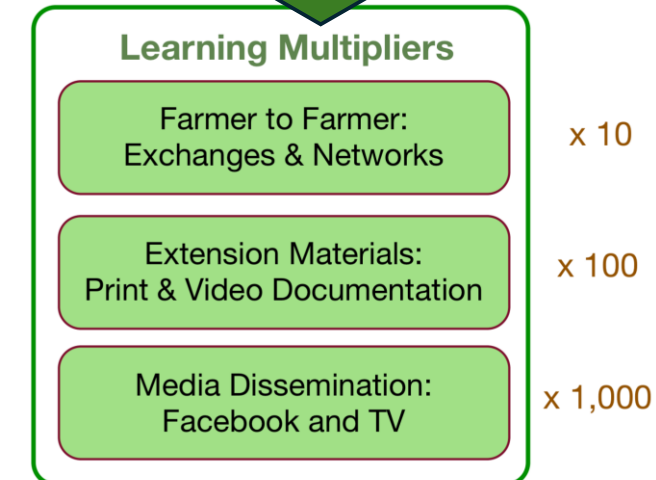 Learning Multipliers
Farmer to Farmer:
Exchanges & Networks
x 10
Extension Materials:
Print & Video Documentation
x 100
Media Dissemination:
Facebook and TV
x 1,000